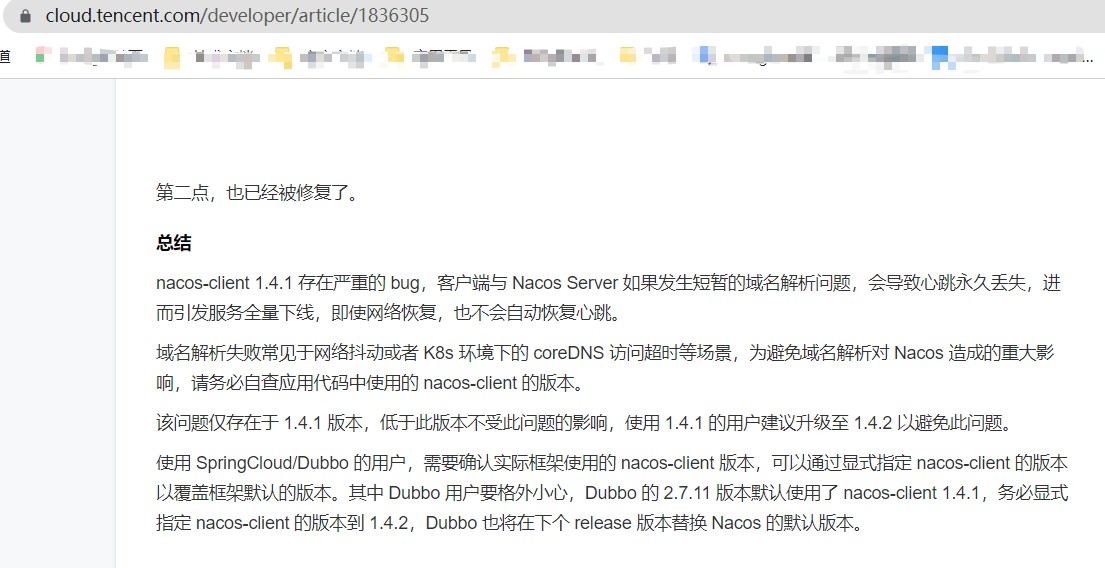 cloud.tencent.com/developer/article/1836305
道
第二点，也已经被修复了。
总结
nacos-client 1.4.1 存在严重的 bug，客户端与 Nacos Server 如果发生短暂的域名解析问题，会导致心跳永久丢失，进
而引发服务全量下线，即使网络恢复，也不会自动恢复心跳。
域名解析失败常见于网络抖动或者 K8s 环境下的 coreDNS 访问超时等场景，为避免域名解析对 Nacos 造成的重大影
响，请务必自查应用代码中使用的 nacos-client 的版本。
该问题仅存在于 1.4.1 版本，低于此版本不受此问题的影响，使用 1.4.1 的用户建议升级至 1.4.2 以避免此问题。
使用 SpringCloud/Dubbo 的用户，需要确认实际框架使用的 nacos-client 版本，可以通过显式指定 nacos-client 的版本
以覆盖框架默认的版本。其中 Dubbo 用户要格外小心，Dubbo 的 2.7.11 版本默认使用了 nacos-client 1.4.1，务必显式
指定 nacos-client 的版本到 1.4.2，Dubbo 也将在下个 release 版本替换 Nacos 的默认版本。